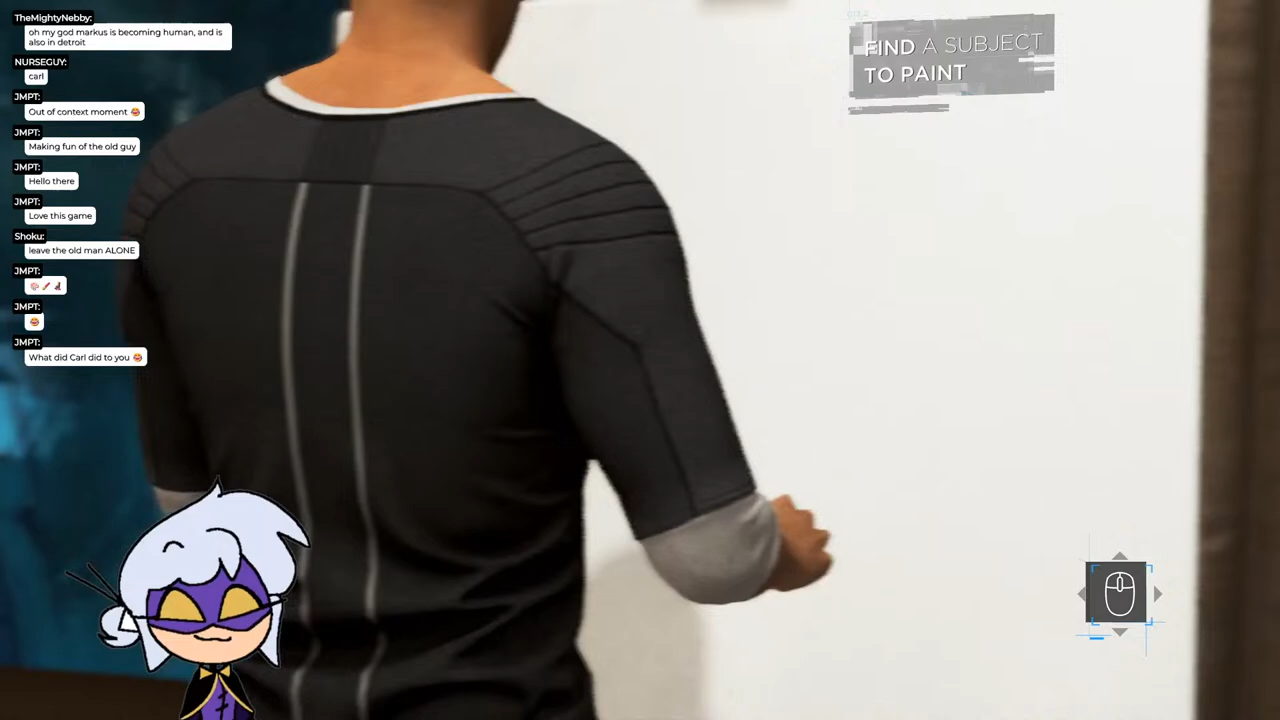 TheMightyNebby:
oh my god markus is becoming human, and is
also in detroit
NURSEGUY:
carl
JMPT:
Out of context moment 😂
JMPT:
Making fun of the old guy
JMPT:
Hello there
JMPT:
Love this game
Shoku:
leave the old man ALONE
JMPT:
JMPT:
JMPT:
What did Carl did to you 😂
FIND A SUBJECT
TO PAINT